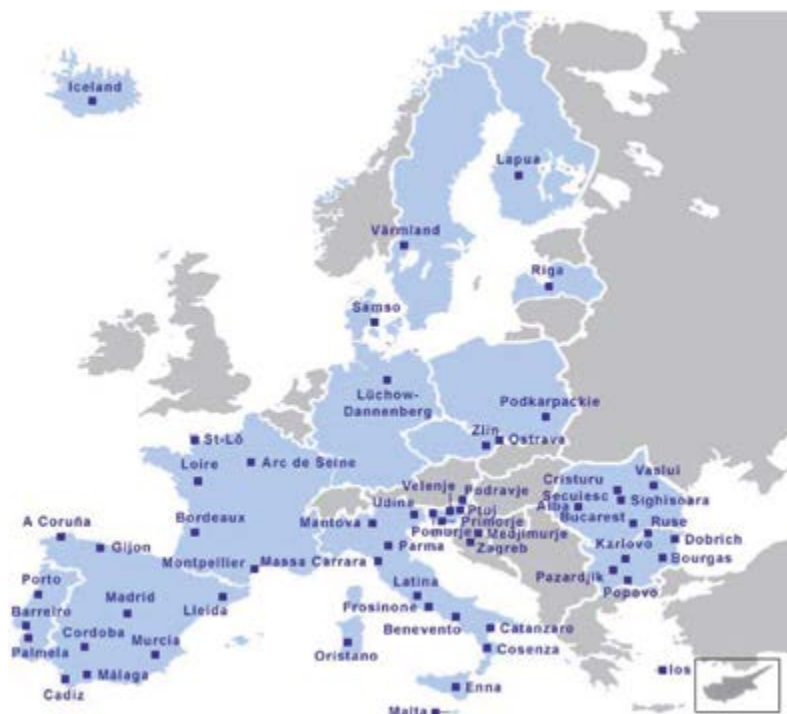 Iceland
Lapua
Värmland
Riga
Samso
Lüchow-
Dannenberg
Podkarpackie
Zlin
Ostrava
St-Lô
Arc de Seine
Loire
Velenje
Podravje
Cristuru
Secuiesc
Vaslui
Sighisoara
Alba
Udine
Ptuj
Mantova
Primorje
Bucarest
Ruse
Bordeaux
Pomurje
Medjimurje
Dobrich
A Coruña
Gijon
Parma
Zagreb
Karlovo
Bourgas
Montpellier
Massa Carrara
Pazardjik
Popovo
Porto
Madrid
Lleida
Latina
Barreiro
Frosinone
Cordoba
Murcia
Benevento
Catanzaro
Palmela
Oristano
Cosenza
Málaga
Ios
Cadiz
Enna
Malta